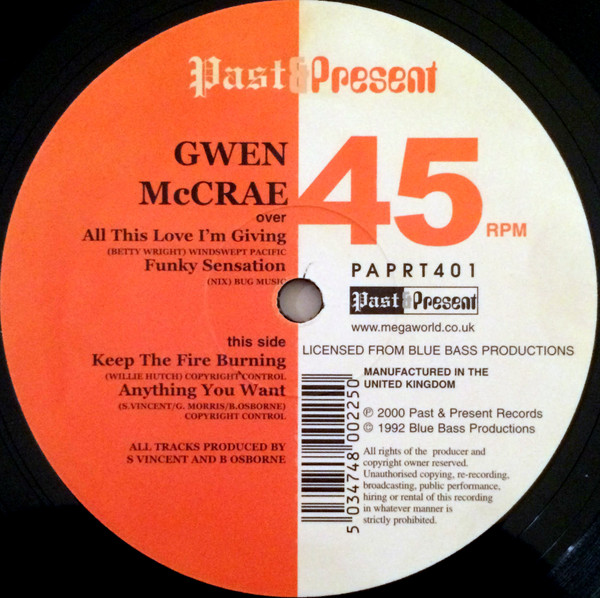 Past&Present
GWEN
McCRAE
over
All This Love I'm Giving
(BETTY WRIGHT) WINDSWEPT PACIFIC
Funky Sensation
(NIX) BUG MUSIC
this side
Keep The Fire Burning
(WILLIE HUTCH) COPYRIGHT CONTROL
Anything You Want
(S.VINCENT/G. MORRIS/B.OSBORNE)
COPYRIGHT CONTROL
ALL TRACKS PRODUCED BY
S VINCENT AND B OSBORNE
45
RPM
PAPRT401
Past&Present
www.megaworld.co.uk
LICENSED FROM BLUE BASS PRODUCTIONS
MANUFACTURED IN THE
UNITED KINGDOM
℗ 2000 Past & Present Records
© 1992 Blue Bass Productions
All rights of the producer and
copyright owner reserved.
Unauthorised copying, re-recording,
broadcasting, public performance,
hiring or rental of this recording
in whatever manner is
strictly prohibited.
5 034748 002250